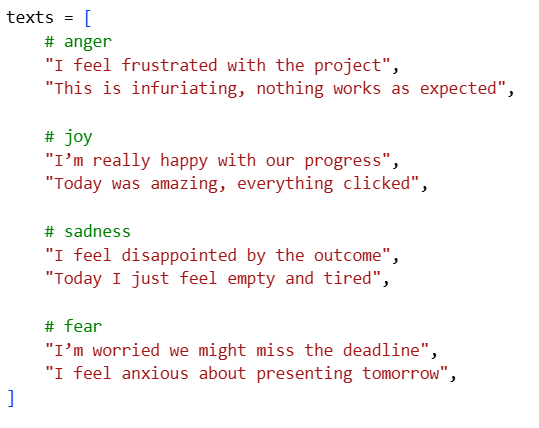 texts = [
    # anger
    "I feel frustrated with the project",
    "This is infuriating, nothing works as expected",

    # joy
    "I’m really happy with our progress",
    "Today was amazing, everything clicked",

    # sadness
    "I feel disappointed by the outcome",
    "Today I just feel empty and tired",

    # fear
    "I’m worried we might miss the deadline",
    "I feel anxious about presenting tomorrow",
]